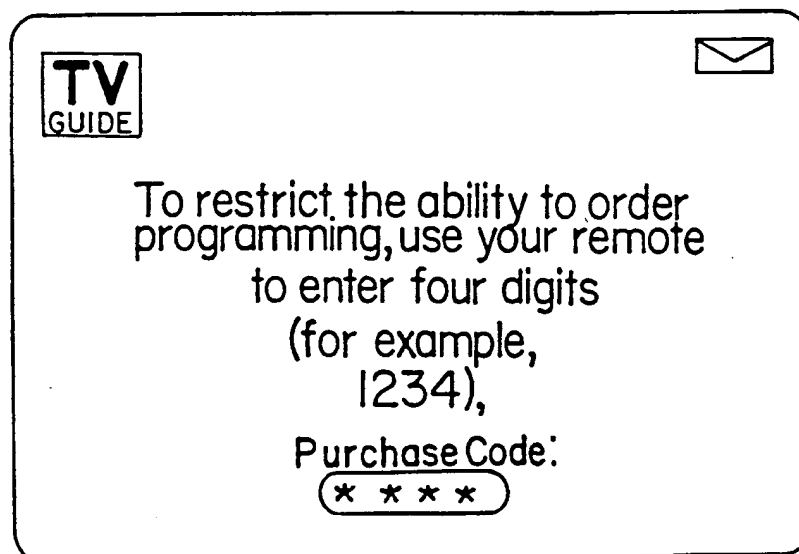 TV
GUIDE
To restrict the ability to order
programming, use your remote
to enter four digits
(for example,
1234),
Purchase Code:
* * * *